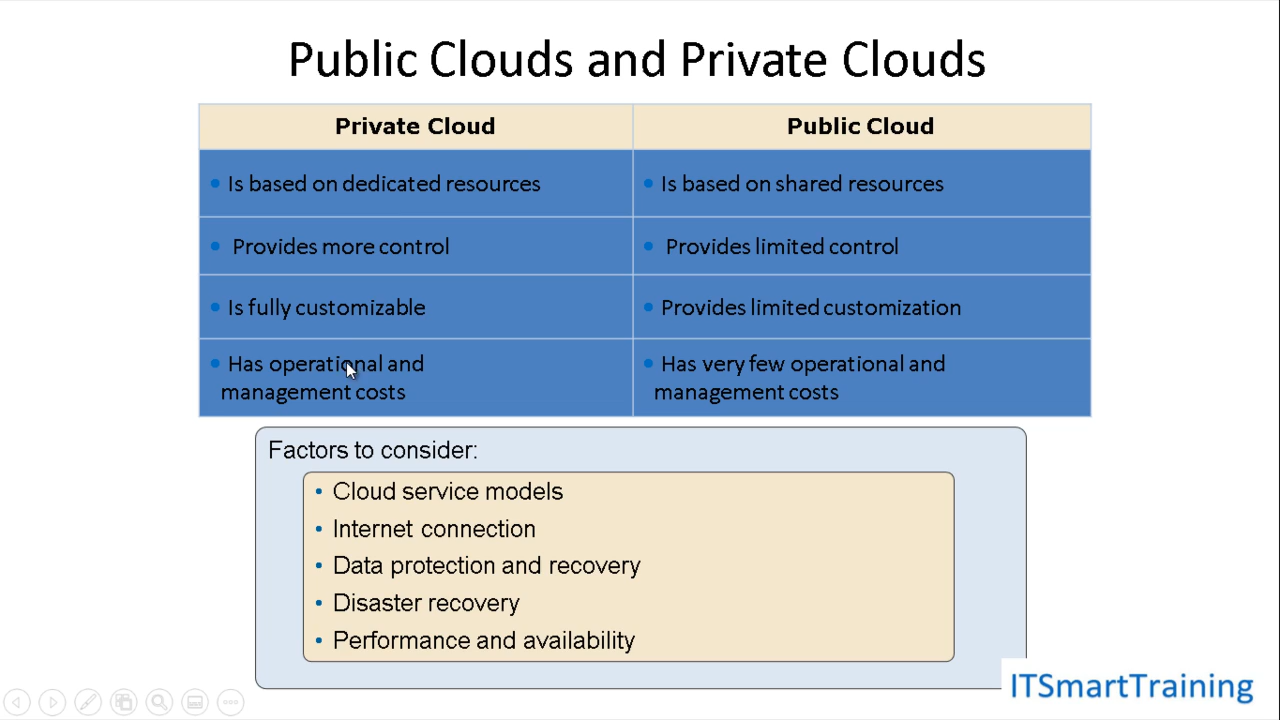 Public Clouds and Private Clouds
Private Cloud
Public Cloud
• Is based on dedicated resources
• Is based on shared resources
• Provides more control
• Provides limited control
• Is fully customizable
• Provides limited customization
• Has operational and
management costs
• Has very few operational and
management costs
Factors to consider:
• Cloud service models
• Internet connection
• Data protection and recovery
• Disaster recovery
• Performance and availability
ITSmartTraining